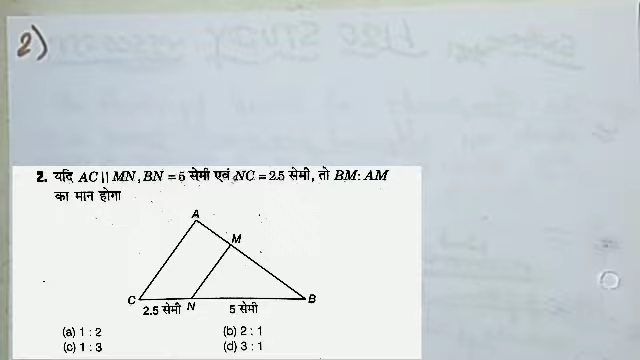 2)
2. यदि AC || MN, BN = 5 सेमी एवं NC = 2.5 सेमी, तो BM : AM
का मान होगा
A
M
C
N
B
2.5 सेमी
5 सेमी
(a) 1 : 2
(b) 2 : 1
(c) 1 : 3
(d) 3 : 1